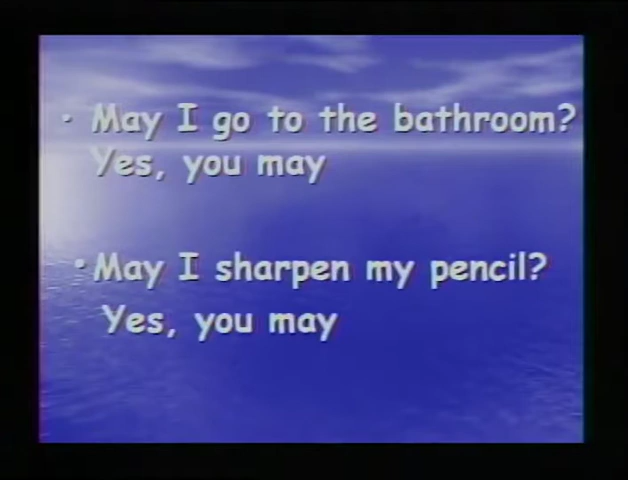 • May I go to the bathroom?
Yes, you may
• May I sharpen my pencil?
Yes, you may